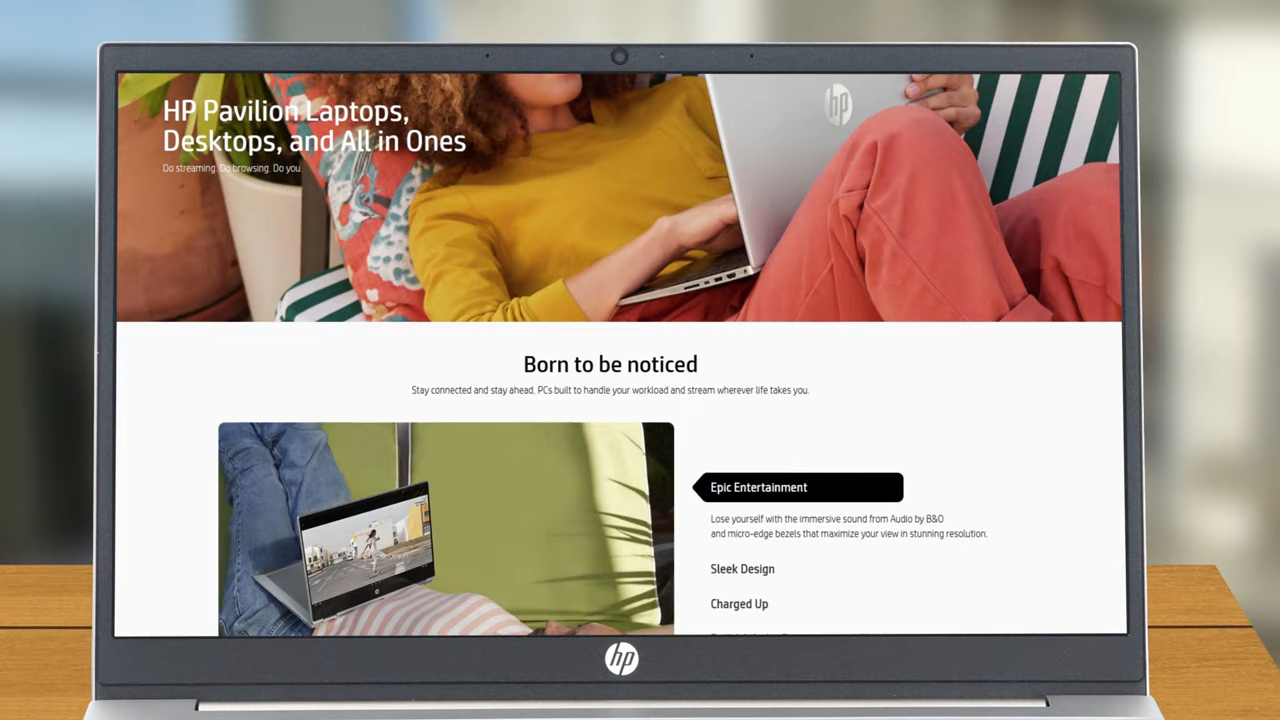 HP Pavilion Laptops,
Desktops, and All in Ones
Do streaming. Do browsing. Do you.
hp
Born to be noticed
Stay connected and stay ahead. PCs built to handle your workload and stream wherever life takes you.
Epic Entertainment
Lose yourself with the immersive sound from Audio by B&O
and micro-edge bezels that maximize your view in stunning resolution.
Sleek Design
Charged Up
hp